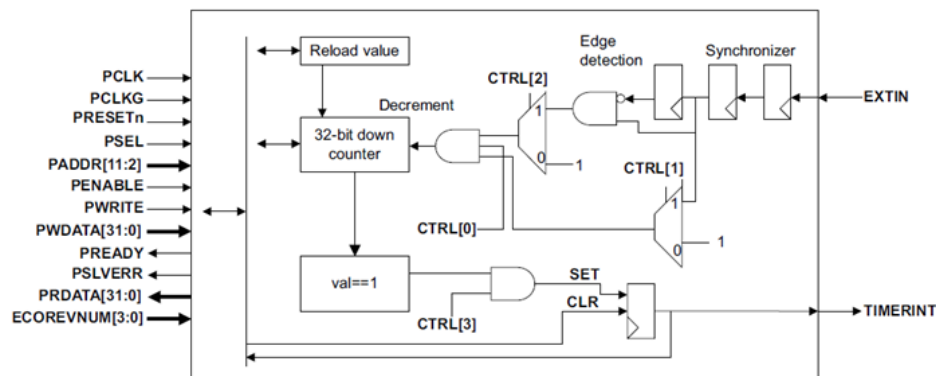 PCLK
PCLKG
PRESETn
PSEL
PADDR[11:2]
PENABLE
PWRITE
PWDATA[31:0]
PREADY
PSLVERR
PRDATA[31:0]
ECOREVNUM[3:0]
Reload value
Decrement
32-bit down
counter
val==1
CTRL[2]
1
0
1
Edge
detection
Synchronizer
EXTIN
CTRL[1]
1
0
1
CTRL[0]
CTRL[3]
SET
CLR
TIMERINT